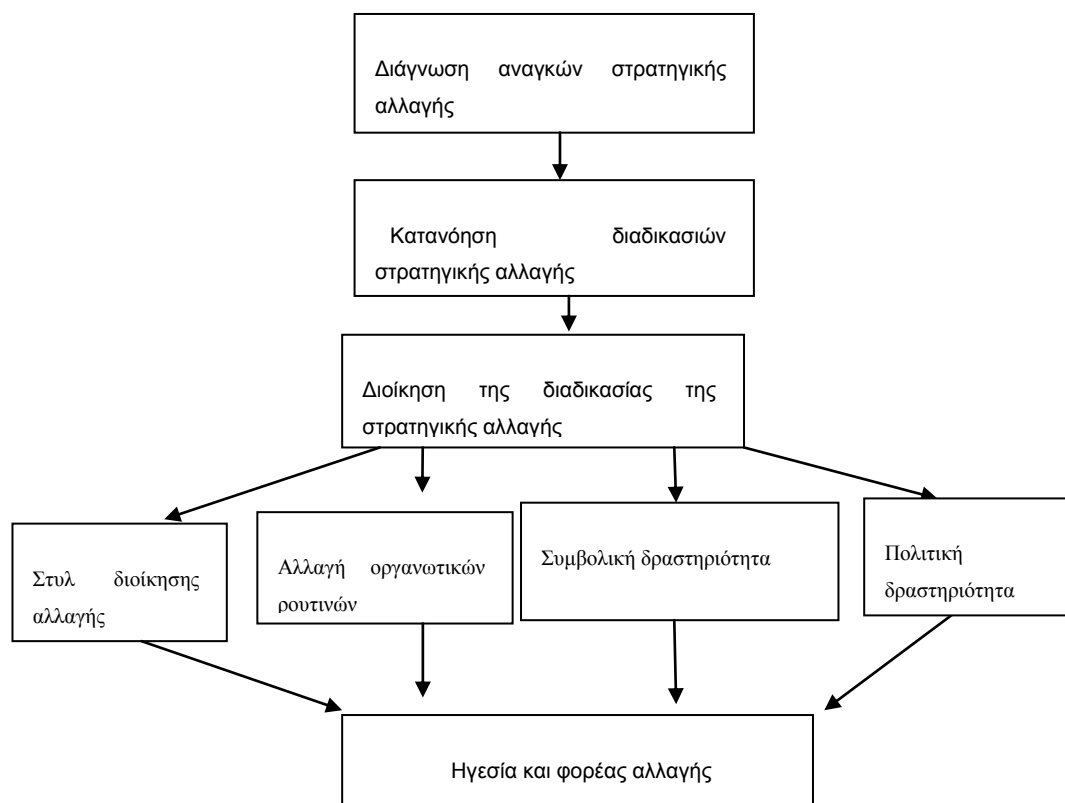 Διάγνωση αναγκών στρατηγικής
αλλαγής
Κατανόηση διαδικασιών
στρατηγικής αλλαγής
Διοίκηση της διαδικασίας της
στρατηγικής αλλαγής
Στυλ διοίκησης
αλλαγής
Αλλαγή οργανωτικών
ρουτινών
Συμβολική δραστηριότητα
Πολιτική
δραστηριότητα
Ηγεσία και φορέας αλλαγής